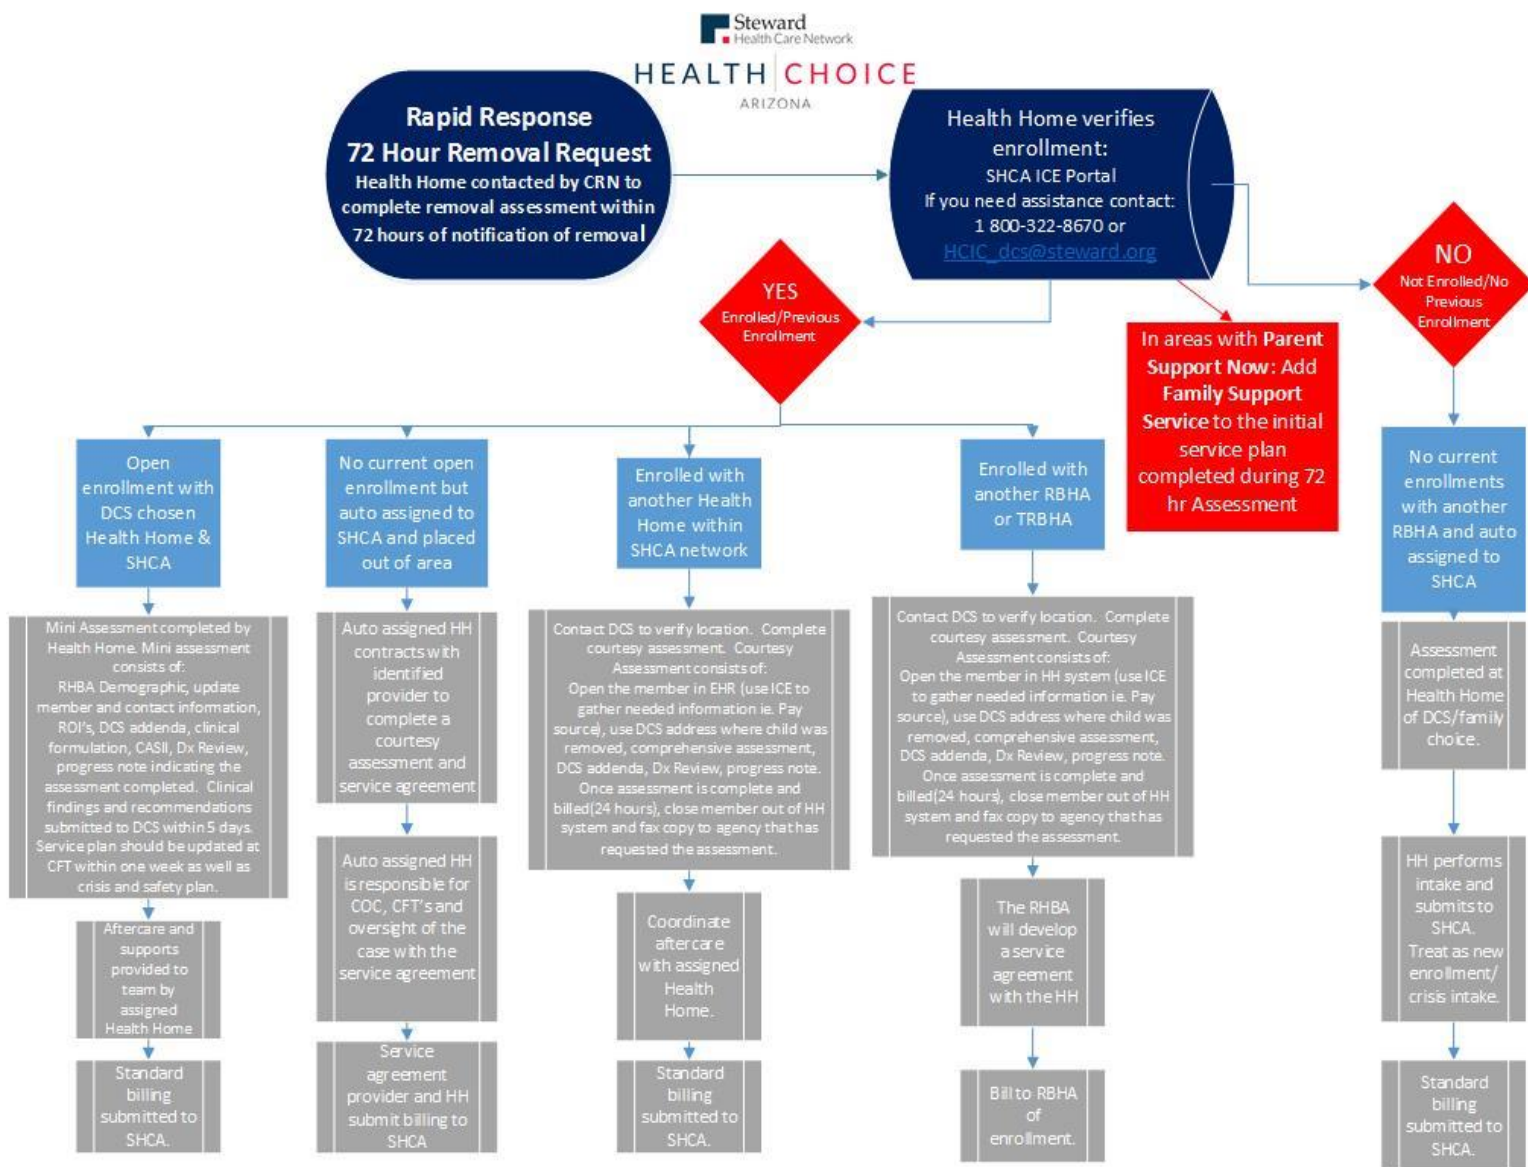 Steward
Health Care Network
HEALTH CHOICE
ARIZONA
Rapid Response
72 Hour Removal Request
Health Home contacted by CRN to
complete removal assessment within
72 hours of notification of removal
Health Home verifies
enrollment:
SHCA ICE Portal
If you need assistance contact:
1 800-322-8670 or
HCIC_dcs@steward.org
YES
Enrolled/Previous
Enrollment
NO
Not Enrolled/No
Previous
Enrollment
In areas with Parent
Support Now: Add
Family Support
Service to the initial
service plan
completed during 72
hr Assessment
Open
enrollment with
DCS chosen
Health Home &
SHCA
Mini Assessment completed by
Health Home. Mini assessment
consists of:
RHBA Demographic, update
member and contact information,
ROI's, DCS addenda, clinical
formulation, CASII, Dx Review,
progress note indicating the
assessment completed. Clinical
findings and recommendations
submitted to DCS within 5 days.
Service plan should be updated at
CFT within one week as well as
crisis and safety plan.
Aftercare and
supports
provided to
team by
assigned
Health Home
Standard
billing
submitted to
SHCA.
No current open
enrollment but
auto assigned to
SHCA and placed
out of area
Auto assigned HH
contracts with
identified
provider to
complete a
courtesy
assessment and
service agreement
Auto assigned HH
is responsible for
COC, CFT's and
oversight of the
case with the
service agreement
Service
agreement
provider and HH
submit billing to
SHCA
Enrolled with
another Health
Home within
SHCA network
Contact DCS to verify location. Complete
courtesy assessment. Courtesy
Assessment consists of:
Open the member in EHR (use ICE to
gather needed information ie. Pay
source), use DCS address where child was
removed, comprehensive assessment,
DCS addenda, Dx Review, progress note.
Once assessment is complete and
billed(24 hours), close member out of HH
system and fax copy to agency that has
requested the assessment.
Coordinate
aftercare
with assigned
Health
Home.
Standard
billing
submitted to
SHCA.
Enrolled with
another RBHA
or TRBHA
Contact DCS to verify location. Complete
courtesy assessment. Courtesy
Assessment consists of:
Open the member in HH system (use ICE
to gather needed information ie. Pay
source), use DCS address where child was
removed, comprehensive assessment,
DCS addenda, Dx Review, progress note.
Once assessment is complete and
billed(24 hours), close member out of HH
system and fax copy to agency that has
requested the assessment.
The RHBA
will develop
a service
agreement
with the HH
Bill to RBHA
of
enrollment.
No current
enrollments
with another
RBHA and auto
assigned to
SHCA
Assessment
completed at
Health Home
of DCS/family
choice.
HH performs
intake and
submits to
SHCA.
Treat as new
enrollment/
crisis intake.
Standard
billing
submitted to
SHCA.